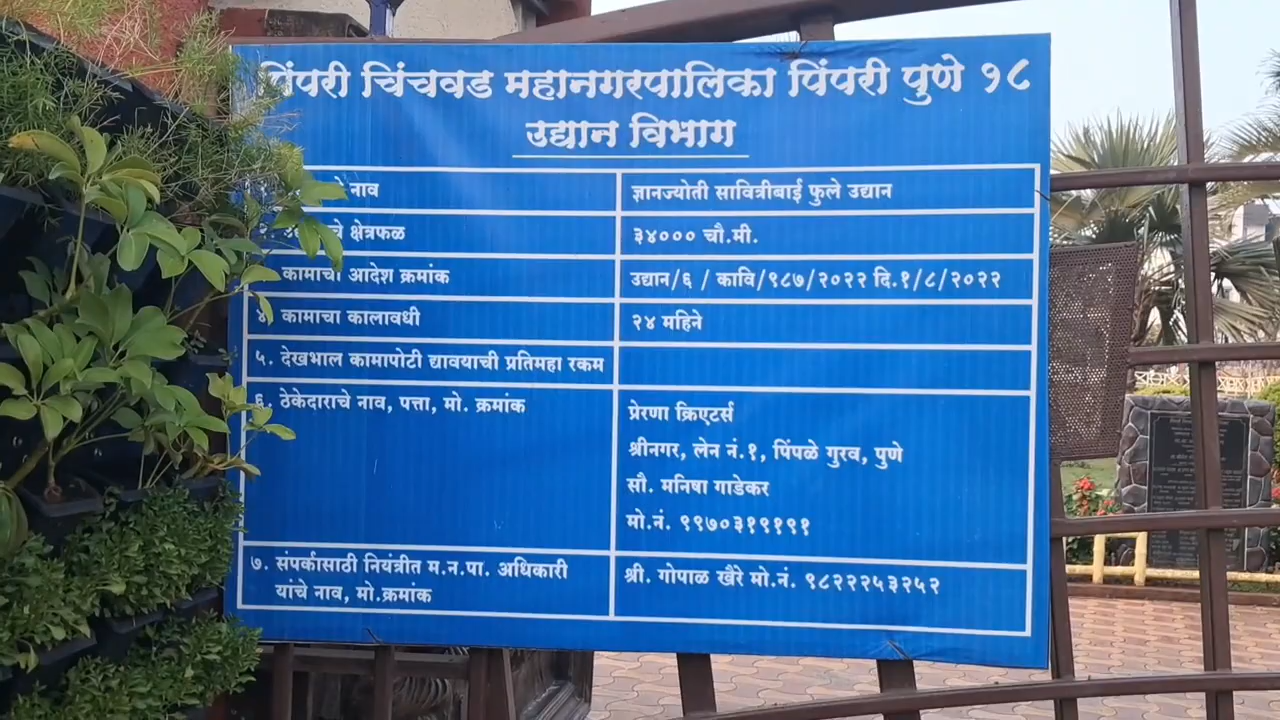 पिंपरी चिंचवड महानगरपालिका पिंपरी पुणे १८
उद्यान विभाग
नाव ज्ञानज्योती सावित्रीबाई फुले उद्यान
क्षेत्रफळ ३४००० चौ.मी.
कामाचा आदेश क्रमांक उद्यान/६ / कावि/९८७/२०२२ दि.१/८/२०२२
४. कामाचा कालावधी २४ महिने
५. देखभाल कामापोटी द्यावयाची प्रतिमहा रकम
६. ठेकेदाराचे नाव, पत्ता, मो. क्रमांक
प्रेरणा क्रिएटर्स
श्रीनगर, लेन नं.१, पिंपळे गुरव, पुणे
सौ. मनिषा गाडेकर
मो.नं. ९९७०३१९१९१
७. संपर्कासाठी नियंत्रीत म.न.पा. अधिकारी
यांचे नाव, मो.क्रमांक
श्री. गोपाळ खैरे मो.नं. ९८२२२५३२५२